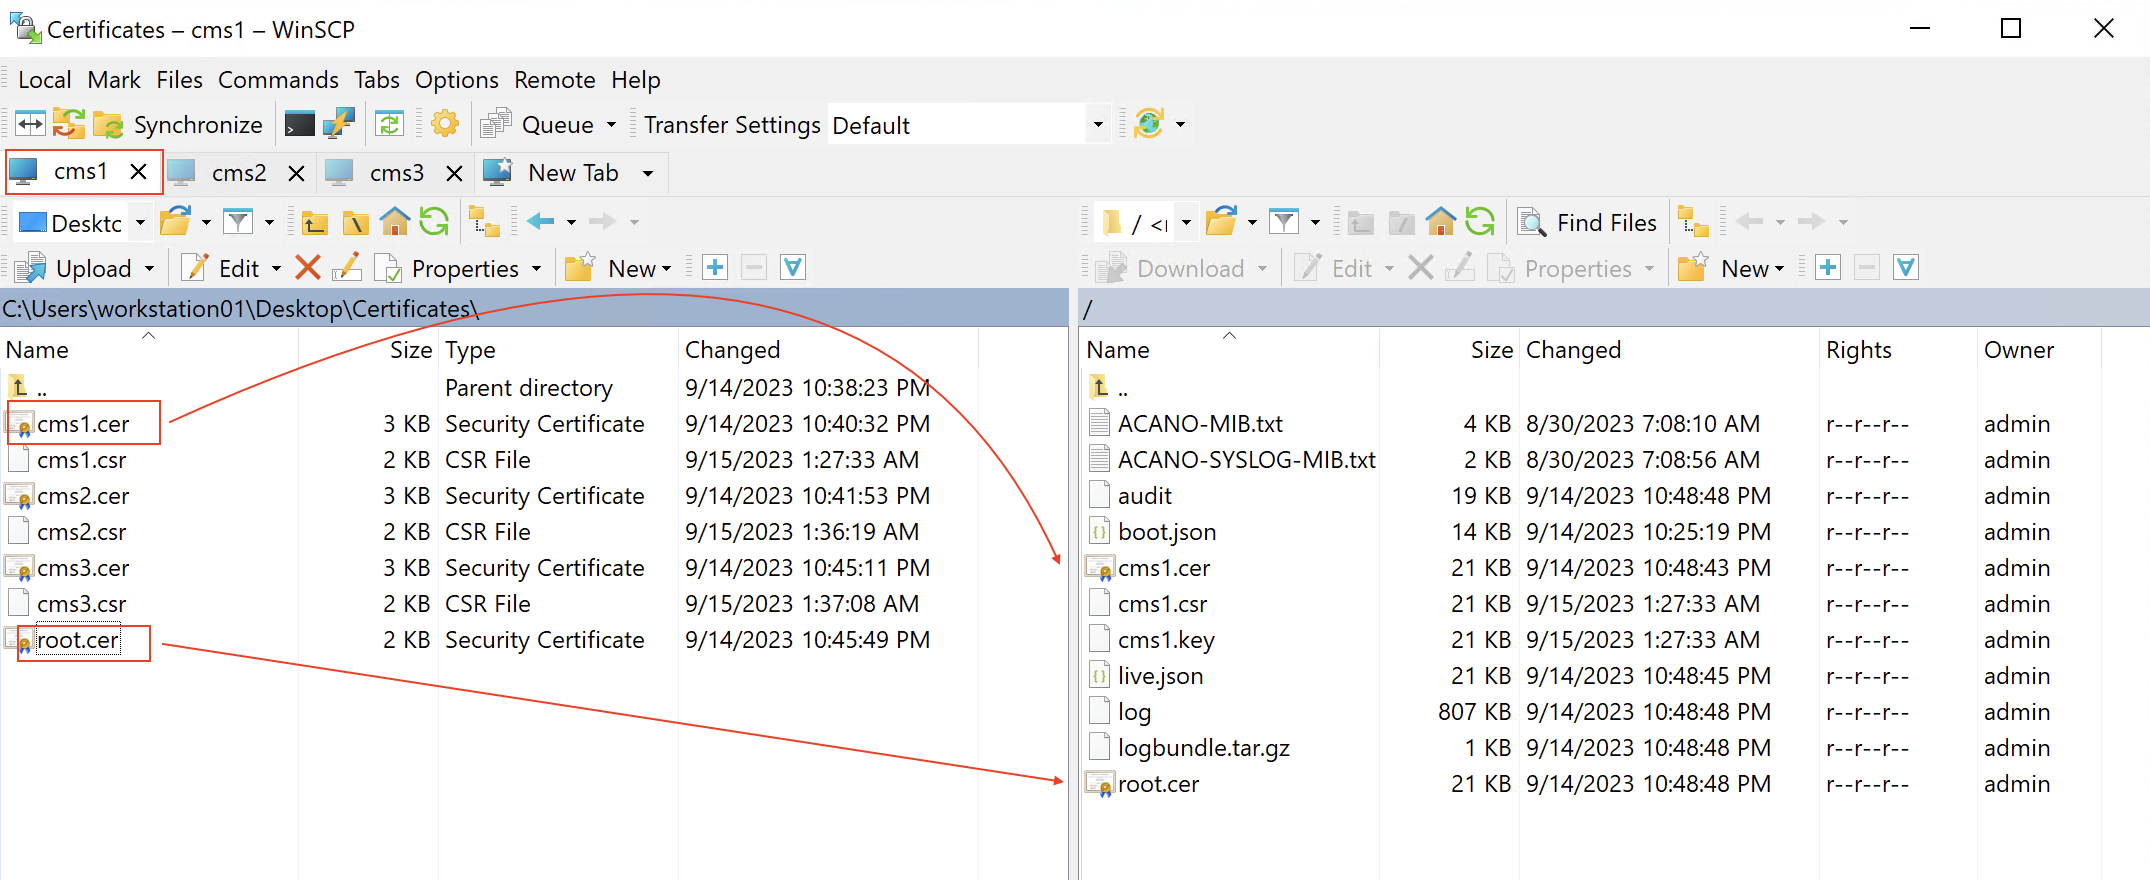 Certificates – cms1 – WinSCP
Local Mark Files Commands Tabs Options Remote Help
Synchronize Queue Transfer Settings Default
cms1 cms2 cms3 New Tab
Desktc / <r Find Files
Upload Edit Properties New Download Edit Properties New
C:\Users\workstation01\Desktop\Certificates\ /
Name Size Type Changed
.. Parent directory 9/14/2023 10:38:23 PM
cms1.cer 3 KB Security Certificate 9/14/2023 10:40:32 PM
cms1.csr 2 KB CSR File 9/15/2023 1:27:33 AM
cms2.cer 3 KB Security Certificate 9/14/2023 10:41:53 PM
cms2.csr 2 KB CSR File 9/15/2023 1:36:19 AM
cms3.cer 3 KB Security Certificate 9/14/2023 10:45:11 PM
cms3.csr 2 KB CSR File 9/15/2023 1:37:08 AM
root.cer 2 KB Security Certificate 9/14/2023 10:45:49 PM
Name Size Changed Rights Owner
..
ACANO-MIB.txt 4 KB 8/30/2023 7:08:10 AM r--r--r-- admin
ACANO-SYSLOG-MIB.txt 2 KB 8/30/2023 7:08:56 AM r--r--r-- admin
audit 19 KB 9/14/2023 10:48:48 PM r--r--r-- admin
boot.json 14 KB 9/14/2023 10:25:19 PM r--r--r-- admin
cms1.cer 21 KB 9/14/2023 10:48:43 PM r--r--r-- admin
cms1.csr 21 KB 9/15/2023 1:27:33 AM r--r--r-- admin
cms1.key 21 KB 9/15/2023 1:27:33 AM r--r--r-- admin
live.json 21 KB 9/14/2023 10:48:45 PM r--r--r-- admin
log 807 KB 9/14/2023 10:48:48 PM r--r--r-- admin
logbundle.tar.gz 1 KB 9/14/2023 10:48:48 PM r--r--r-- admin
root.cer 21 KB 9/14/2023 10:48:48 PM r--r--r-- admin